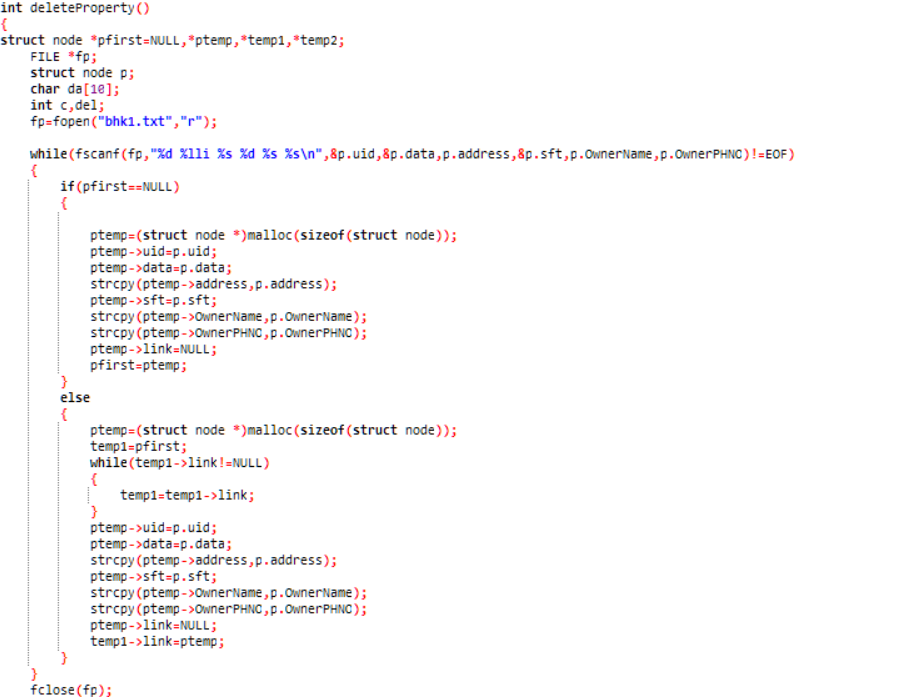 int deleteProperty()
{
struct node *pfirst=NULL,*ptemp,*temp1,*temp2;
FILE *fp;
struct node p;
char da[10];
int c,del;
fp=fopen("bhk1.txt","r");
while(fscanf(fp,"%d %lli %s %d %s %s\n",&p.uid,&p.data,p.address,&p.sft,p.OwnerName,p.OwnerPHNO)!=EOF)
{
if(pfirst==NULL)
{
ptemp=(struct node *)malloc(sizeof(struct node));
ptemp->uid=p.uid;
ptemp->data=p.data;
strcpy(ptemp->address,p.address);
ptemp->sft=p.sft;
strcpy(ptemp->OwnerName,p.OwnerName);
strcpy(ptemp->OwnerPHNO,p.OwnerPHNO);
ptemp->link=NULL;
pfirst=ptemp;
}
else
{
ptemp=(struct node *)malloc(sizeof(struct node));
temp1=pfirst;
while(temp1->link!=NULL)
{
temp1=temp1->link;
}
ptemp->uid=p.uid;
ptemp->data=p.data;
strcpy(ptemp->address,p.address);
ptemp->sft=p.sft;
strcpy(ptemp->OwnerName,p.OwnerName);
strcpy(ptemp->OwnerPHNO,p.OwnerPHNO);
ptemp->link=NULL;
temp1->link=ptemp;
}
}
fclose(fp);